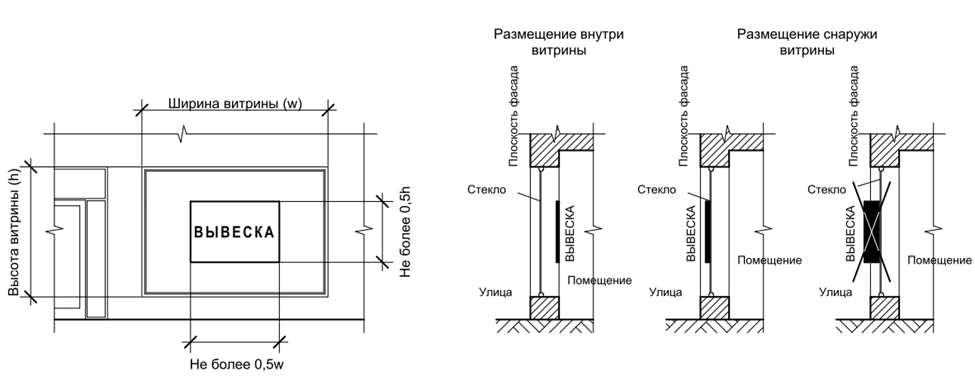 Размещение внутри
витрины
Размещение снаружи
витрины
Ширина витрины (w)
Высота витрины (h)
ВЫВЕСКА
Не более 0,5h
Не более 0,5w
Плоскость фасада
Стекло
ВЫВЕСКА
Улица
Помещение
Плоскость фасада
Стекло
ВЫВЕСКА
Улица
Помещение
Плоскость фасада
Стекло
ВЫВЕСКА
Улица
Помещение